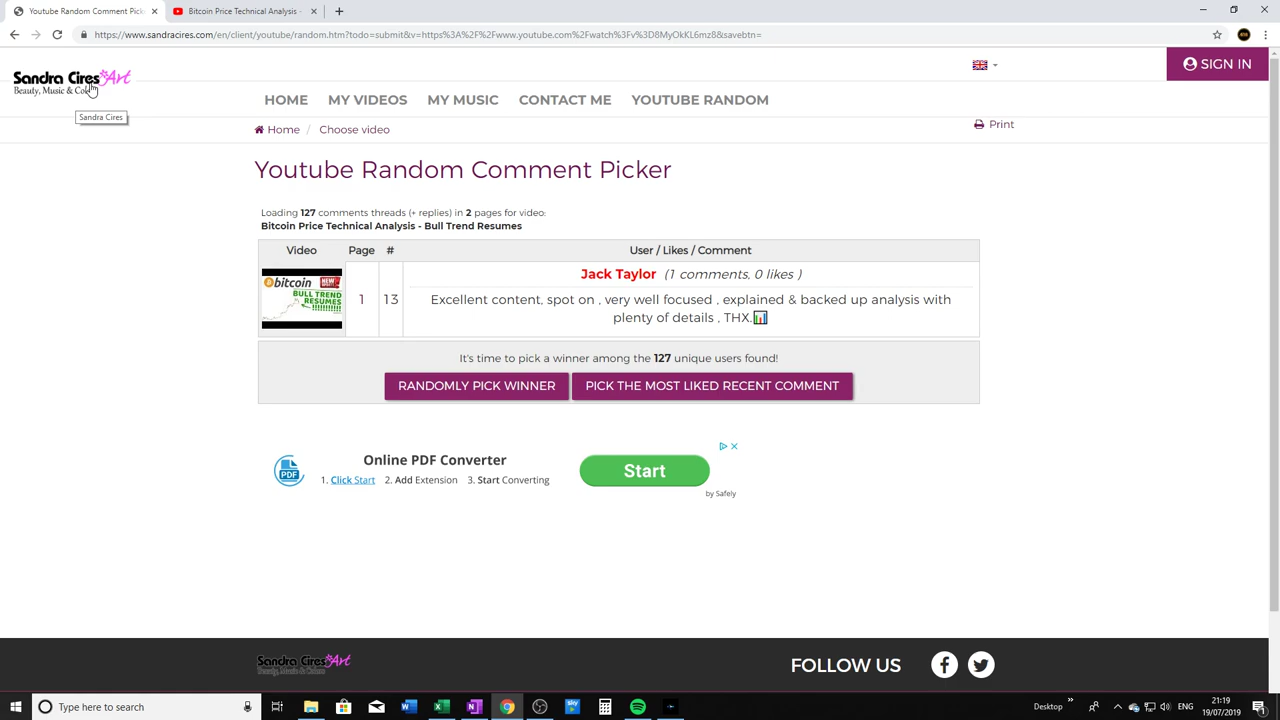 Youtube Random Comment Pick
Bitcoin Price Technical Analysis -
https://www.sandracires.com/en/client/youtube/random.htm?todo=submit&v=https%3A%2F%2Fwww.youtube.com%2Fwatch%3Fv%3D8MyOkKL6mz8&savebtn=
Sandra CiresArt
Beauty, Music & Co
Sandra Cires
SIGN IN
HOME MY VIDEOS MY MUSIC CONTACT ME YOUTUBE RANDOM
Home / Choose video
Print
Youtube Random Comment Picker
Loading 127 comments threads (+ replies) in 2 pages for video:
Bitcoin Price Technical Analysis - Bull Trend Resumes
Video Page # User / Likes / Comment
bitcoin
BULL TREND
RESUMES
!!!!!!!!!
1 13
Jack Taylor (1 comments, 0 likes )
Excellent content, spot on , very well focused , explained & backed up analysis with
plenty of details , THX.📊
It's time to pick a winner among the 127 unique users found!
RANDOMLY PICK WINNER PICK THE MOST LIKED RECENT COMMENT
Online PDF Converter
PDF
1. Click Start 2. Add Extension 3. Start Converting
Start
by Safely
Sandra CiresArt
Beauty, Music & Colors
FOLLOW US
Type here to search
Desktop
ENG
21:19
19/07/2019
1